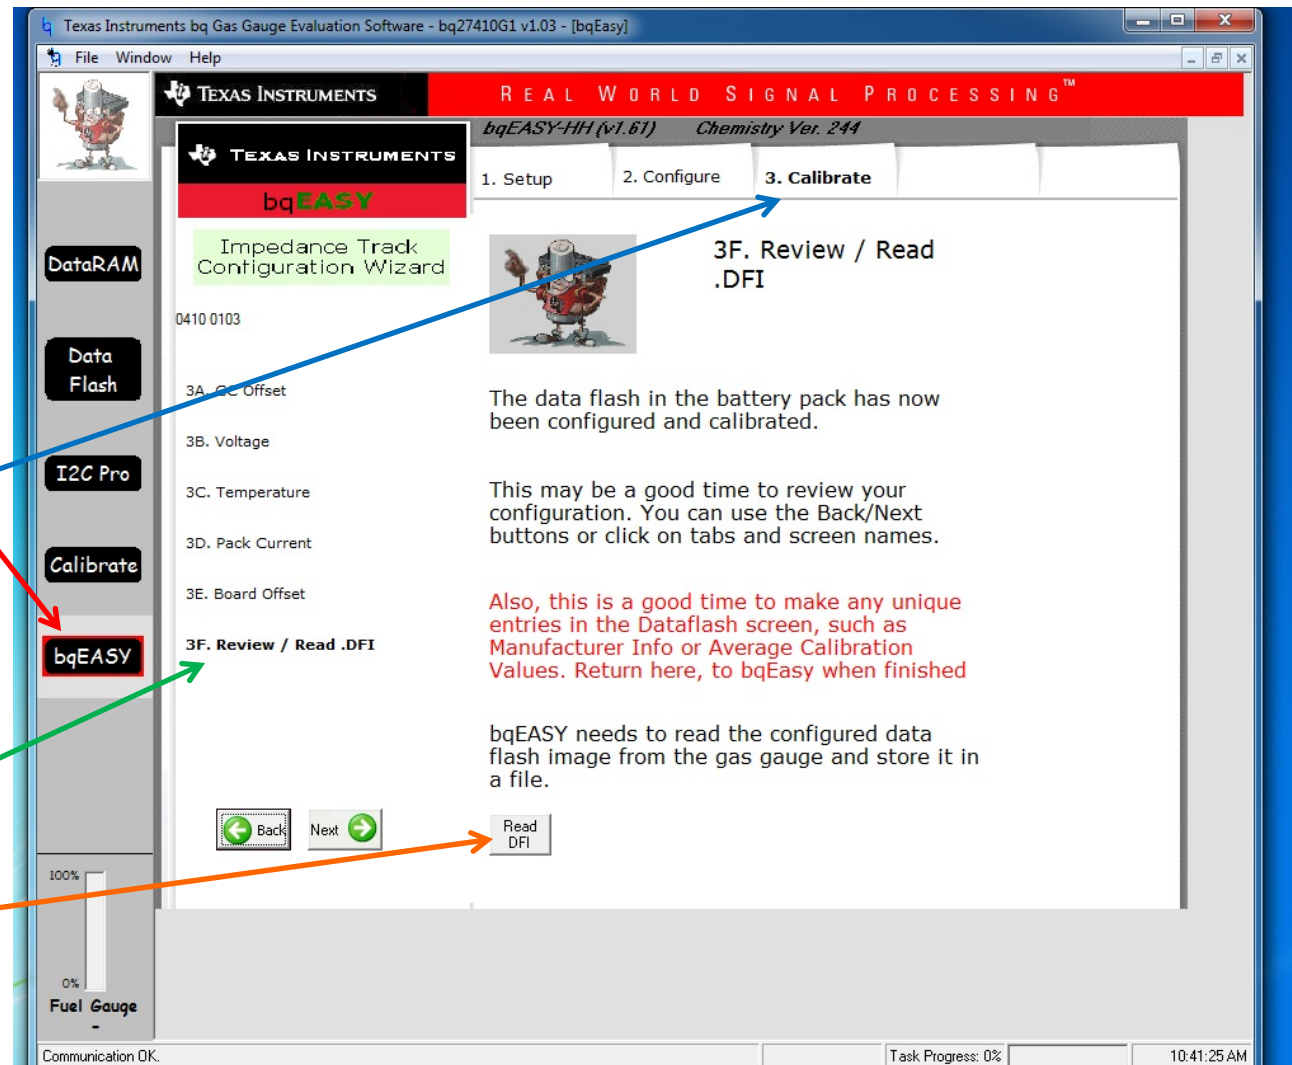 Texas Instruments bq Gas Gauge Evaluation Software - bq27410G1 v1.03 - [bqEasy]
File Window Help
TEXAS INSTRUMENTS
REAL WORLD SIGNAL PROCESSING™
bqEASY-HH (v1.61) Chemistry Ver. 244
TEXAS INSTRUMENTS
bqEASY
1. Setup
2. Configure
3. Calibrate
Impedance Track
Configuration Wizard
0410 0103
3A. CC Offset
3B. Voltage
3C. Temperature
3D. Pack Current
3E. Board Offset
3F. Review / Read .DFI
Back
Next
DataRAM
Data
Flash
I2C Pro
Calibrate
bqEASY
3F. Review / Read
.DFI
The data flash in the battery pack has now
been configured and calibrated.
This may be a good time to review your
configuration. You can use the Back/Next
buttons or click on tabs and screen names.
Also, this is a good time to make any unique
entries in the Dataflash screen, such as
Manufacturer Info or Average Calibration
Values. Return here, to bqEasy when finished
bqEASY needs to read the configured data
flash image from the gas gauge and store it in
a file.
Read
DFI
100%
0%
Fuel Gauge
-
Communication OK.
Task Progress: 0%
10:41:25 AM